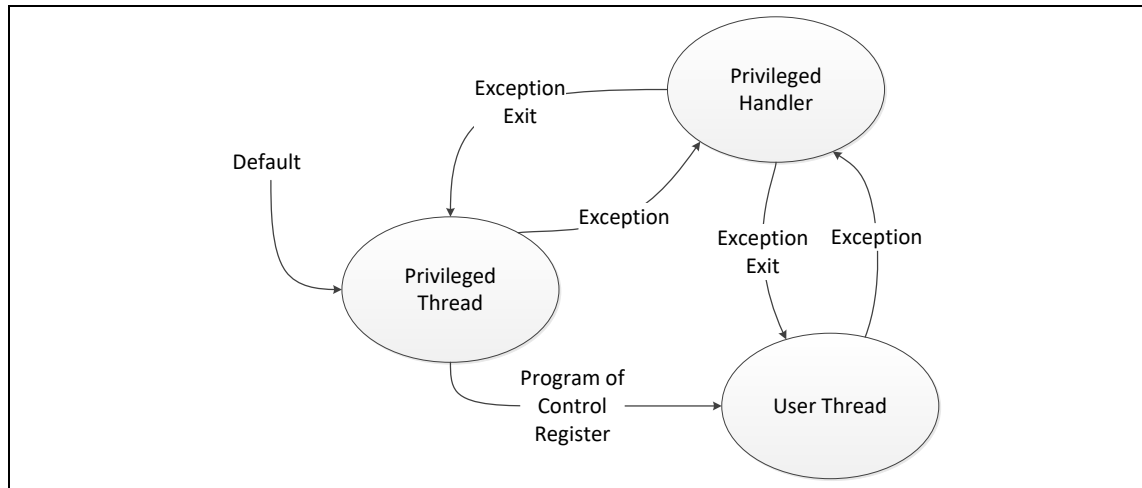 Privileged
Handler
Exception
Exit
Default
Exception
Privileged
Thread
Exception
Exit
Exception
Program of
Control
Register
User Thread